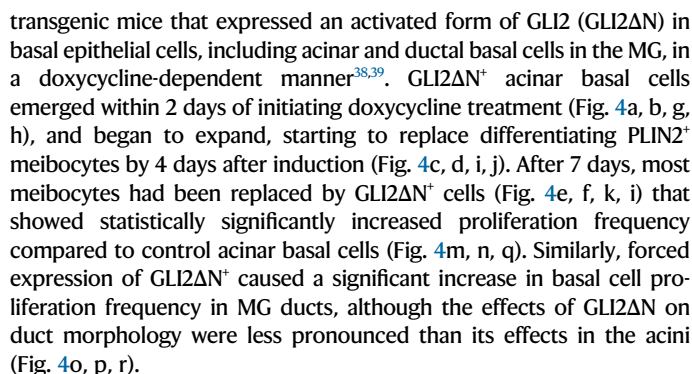 transgenic mice that expressed an activated form of GLI2 (GLI2ΔN) in
basal epithelial cells, including acinar and ductal basal cells in the MG, in
a doxycycline-dependent manner38,39. GLI2ΔN+ acinar basal cells
emerged within 2 days of initiating doxycycline treatment (Fig. 4a, b, g,
h), and began to expand, starting to replace differentiating PLIN2+
meibocytes by 4 days after induction (Fig. 4c, d, i, j). After 7 days, most
meibocytes had been replaced by GLI2ΔN+ cells (Fig. 4e, f, k, i) that
showed statistically significantly increased proliferation frequency
compared to control acinar basal cells (Fig. 4m, n, q). Similarly, forced
expression of GLI2ΔN+ caused a significant increase in basal cell pro-
liferation frequency in MG ducts, although the effects of GLI2ΔN on
duct morphology were less pronounced than its effects in the acini
(Fig. 4o, p, r).